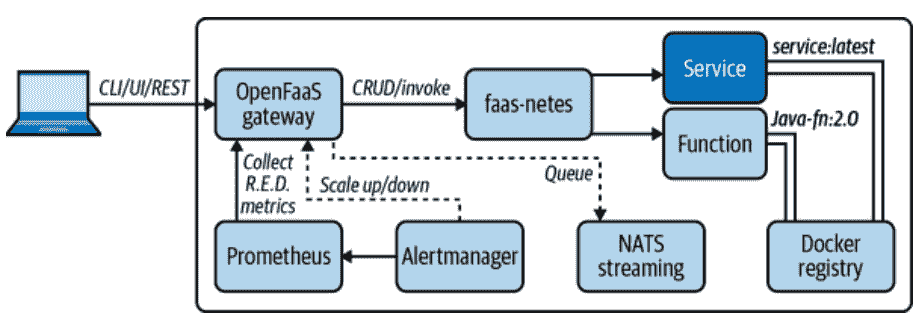 CLI/UI/REST
OpenFaaS
gateway
CRUD/invoke
faas-netes
Service
service:latest
Function
Java-fn:2.0
Collect
R.E.D.
metrics
Scale up/down
Queue
Prometheus
Alertmanager
NATS
streaming
Docker
registry